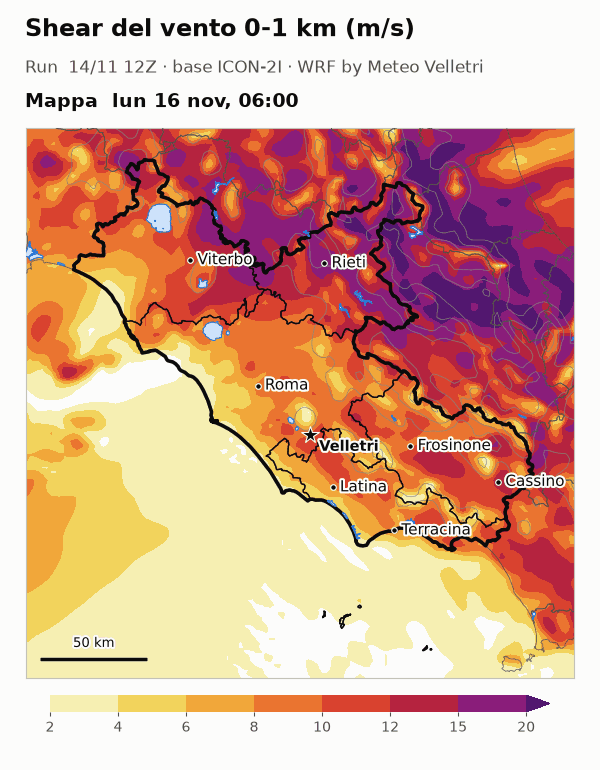 Shear del vento 0-1 km (m/s)
Run 14/11 12Z · base ICON-2I · WRF by Meteo Velletri
Mappa lun 16 nov, 06:00
Viterbo
Rieti
Roma
Velletri
Frosinone
Latina
Cassino
Terracina
50 km
2 4 6 8 10 12 15 20